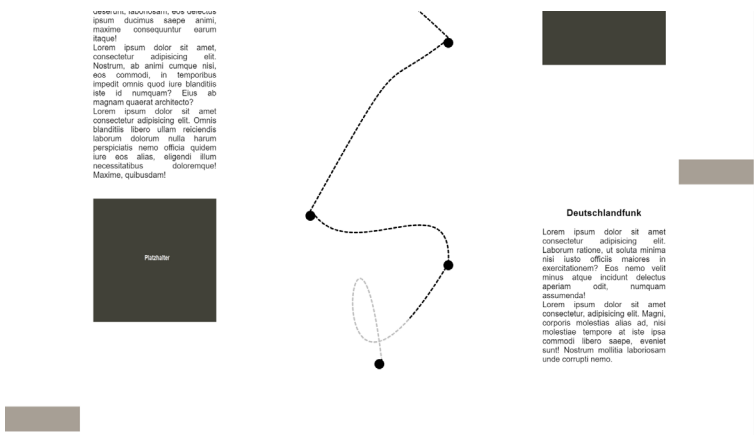 deserunt, laboriosam, eos delectus
ipsum ducimus saepe animi,
maxime consequuntur earum
itaque!
Lorem ipsum dolor sit amet,
consectetur adipisicing elit.
Nostrum, ab animi cumque nisi,
eos commodi, in temporibus
impedit omnis quod iure blanditiis
iste id numquam? Eius ab
magnam quaerat architecto?
Lorem ipsum dolor sit amet
consectetur adipisicing elit. Omnis
blanditiis libero ullam reiciendis
laborum dolorum nulla harum
perspiciatis nemo officia quidem
iure eos alias, eligendi illum
necessitatibus doloremque!
Maxime, quibusdam!
Platzhalter
Deutschlandfunk
Lorem ipsum dolor sit amet
consectetur adipisicing elit.
Laborum ratione, ut soluta minima
nisi iusto officiis maiores in
exercitationem? Eos nemo velit
minus atque incidunt delectus
aperiam odit, numquam
assumenda!
Lorem ipsum dolor sit amet
consectetur, adipisicing elit. Magni,
corporis molestias alias ad, nisi
molestiae tempore at iste ipsa
commodi libero saepe, eveniet
sunt! Nostrum mollitia laboriosam
unde corrupti nemo.